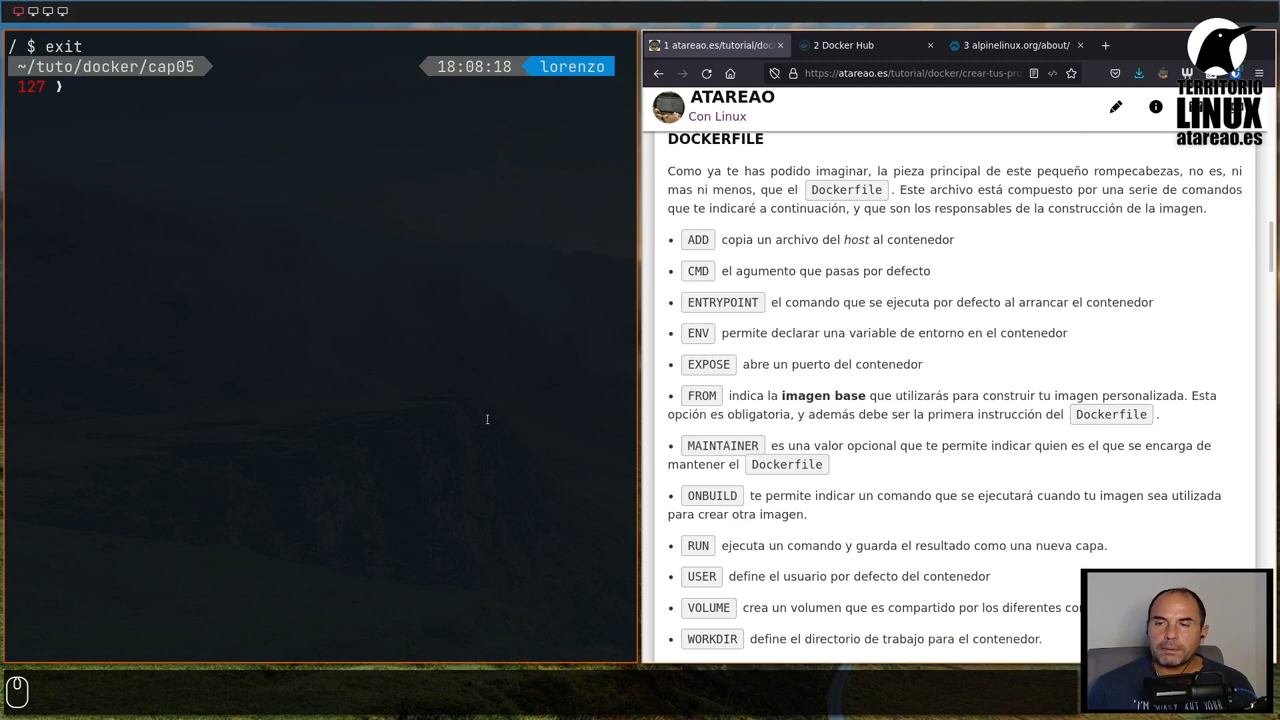 / $ exit
~/tuto/docker/cap05
18:08:18
lorenzo
127 ❯
1 atareao.es/tutorial/doc
2 Docker Hub
3 alpinelinux.org/about/
https://atareao.es/tutorial/docker/crear-tus-pro
TERRITORIO
LINUX
atareao.es
ATAREAO
Con Linux
DOCKERFILE
Como ya te has podido imaginar, la pieza principal de este pequeño rompecabezas, no es, ni
mas ni menos, que el Dockerfile . Este archivo está compuesto por una serie de comandos
que te indicaré a continuación, y que son los responsables de la construcción de la imagen.
• ADD copia un archivo del host al contenedor
• CMD el agumento que pasas por defecto
• ENTRYPOINT el comando que se ejecuta por defecto al arrancar el contenedor
• ENV permite declarar una variable de entorno en el contenedor
• EXPOSE abre un puerto del contenedor
• FROM indica la imagen base que utilizarás para construir tu imagen personalizada. Esta
opción es obligatoria, y además debe ser la primera instrucción del Dockerfile .
• MAINTAINER es una valor opcional que te permite indicar quien es el que se encarga de
mantener el Dockerfile
• ONBUILD te permite indicar un comando que se ejecutará cuando tu imagen sea utilizada
para crear otra imagen.
• RUN ejecuta un comando y guarda el resultado como una nueva capa.
• USER define el usuario por defecto del contenedor
• VOLUME crea un volumen que es compartido por los diferentes
• WORKDIR define el directorio de trabajo para el contenedor.